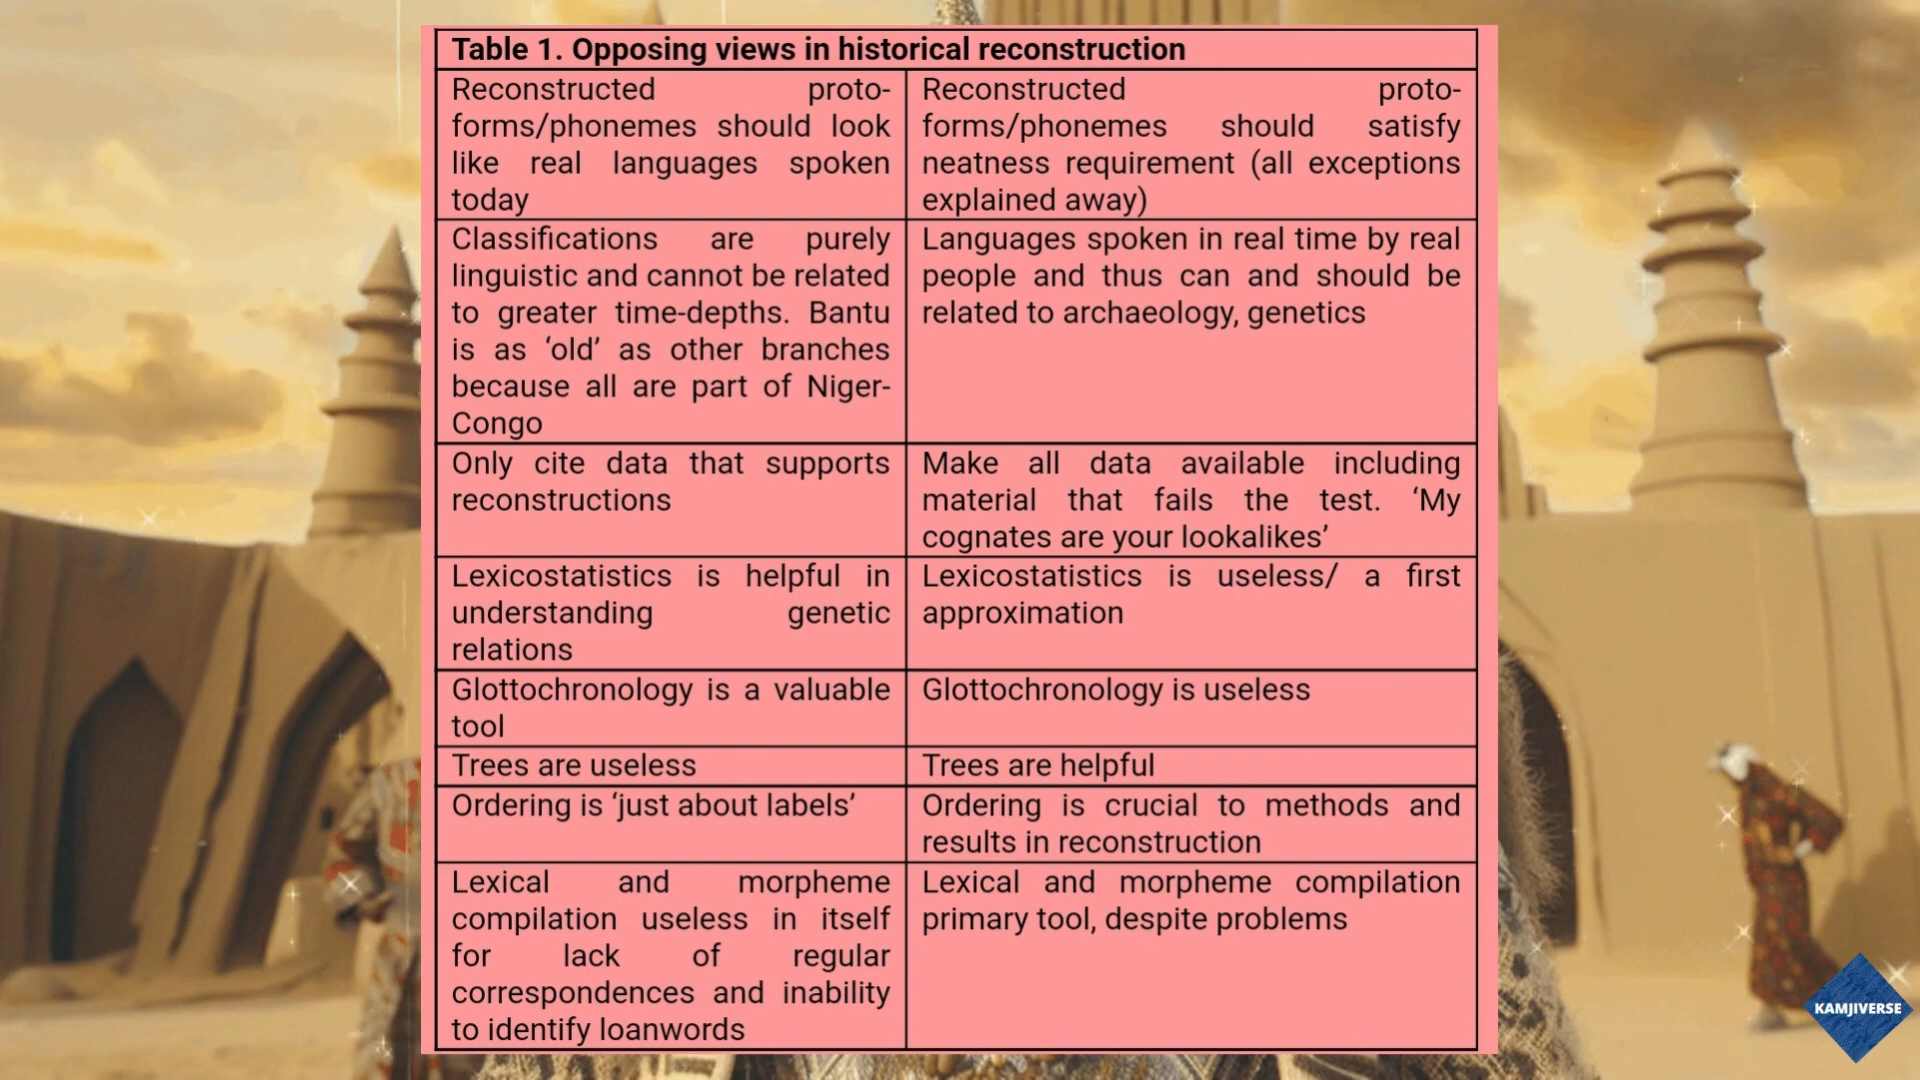 Table 1. Opposing views in historical reconstruction
Reconstructed proto-
forms/phonemes should look
like real languages spoken
today
Reconstructed proto-
forms/phonemes should satisfy
neatness requirement (all exceptions
explained away)
Classifications are purely
linguistic and cannot be related
to greater time-depths. Bantu
is as ‘old’ as other branches
because all are part of Niger-
Congo
Languages spoken in real time by real
people and thus can and should be
related to archaeology, genetics
Only cite data that supports
reconstructions
Make all data available including
material that fails the test. ‘My
cognates are your lookalikes’
Lexicostatistics is helpful in
understanding genetic
relations
Lexicostatistics is useless/ a first
approximation
Glottochronology is a valuable
tool
Glottochronology is useless
Trees are useless
Trees are helpful
Ordering is ‘just about labels’
Ordering is crucial to methods and
results in reconstruction
Lexical and morpheme
compilation useless in itself
for lack of regular
correspondences and inability
to identify loanwords
Lexical and morpheme compilation
primary tool, despite problems
KAMJIVERSE